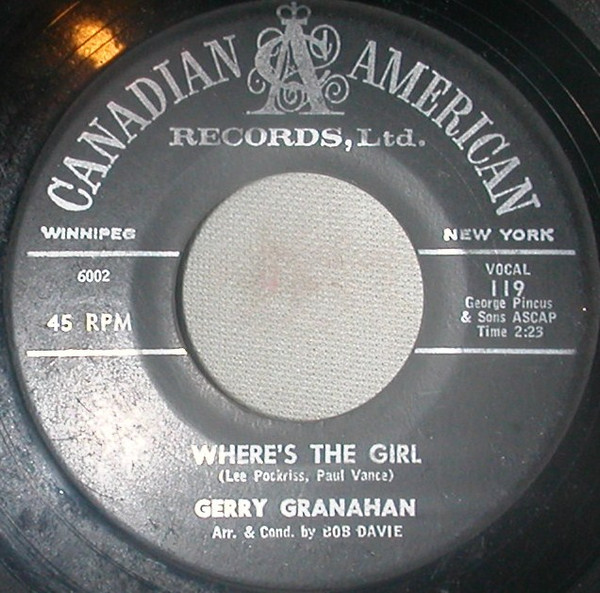 CANADIAN AMERICAN
RECORDS, Ltd.
WINNIPEG
NEW YORK
6002
45 RPM
VOCAL
119
George Pincus
& Sons ASCAP
Time 2:23
WHERE'S THE GIRL
(Lee Pockriss, Paul Vance)
GERRY GRANAHAN
Arr. & Cond. by BOB DAVIE